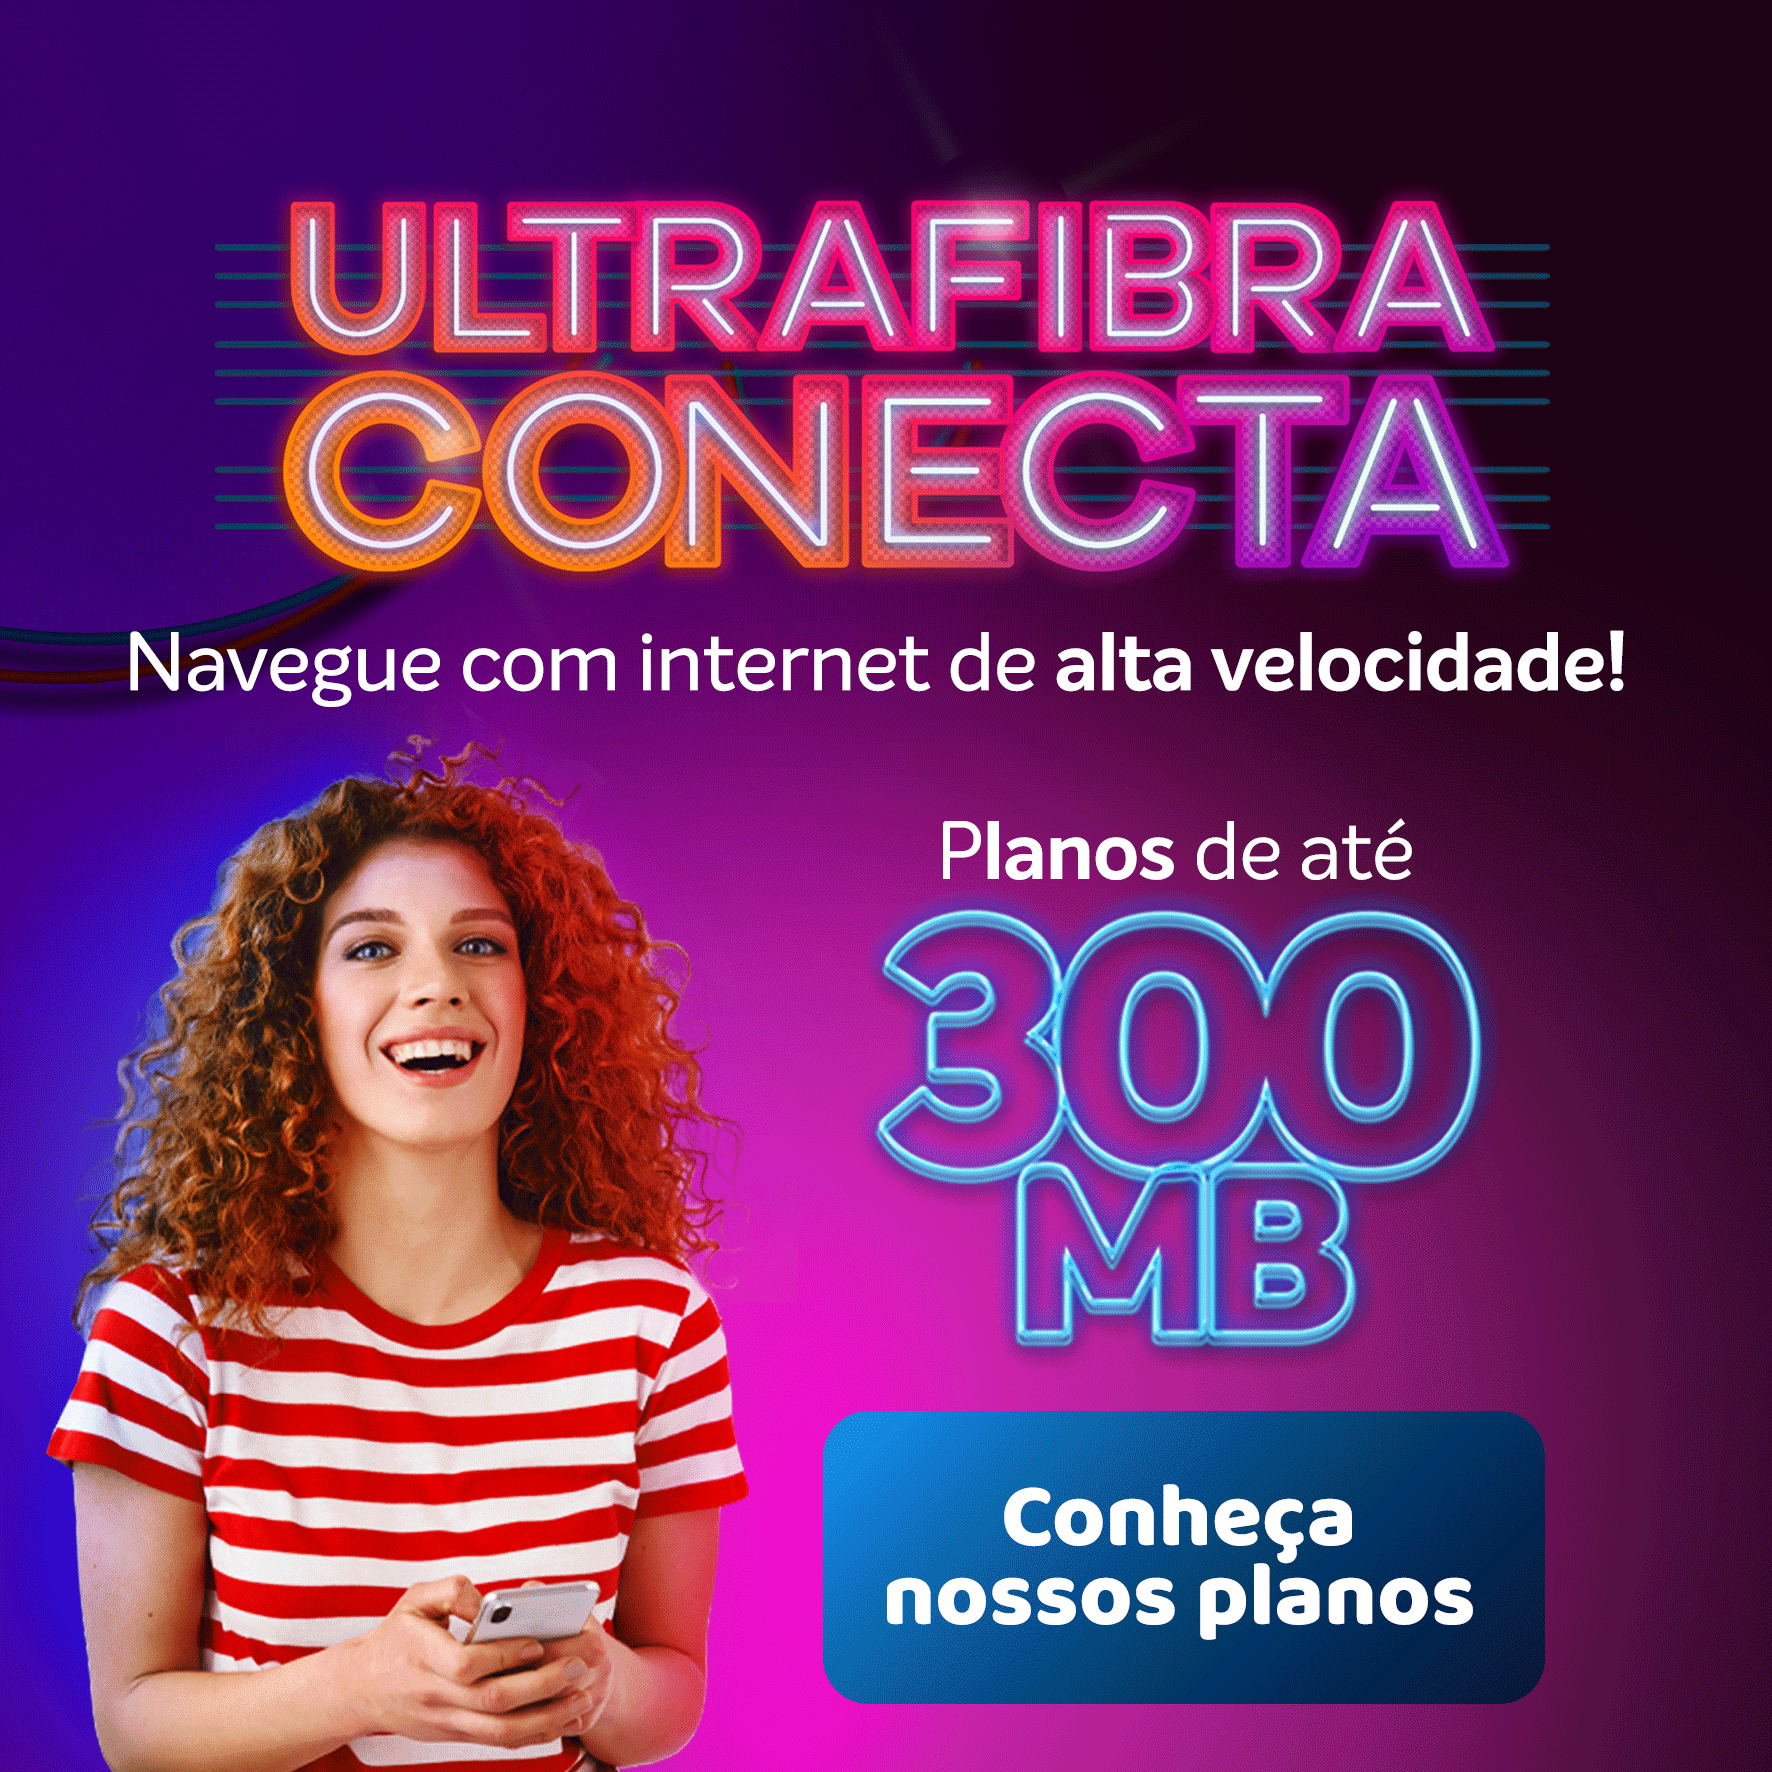 ULTRAFIBRA
CONECTA
Navegue com internet de alta velocidade!
Planos de até
300
MB
Conheça
nossos planos